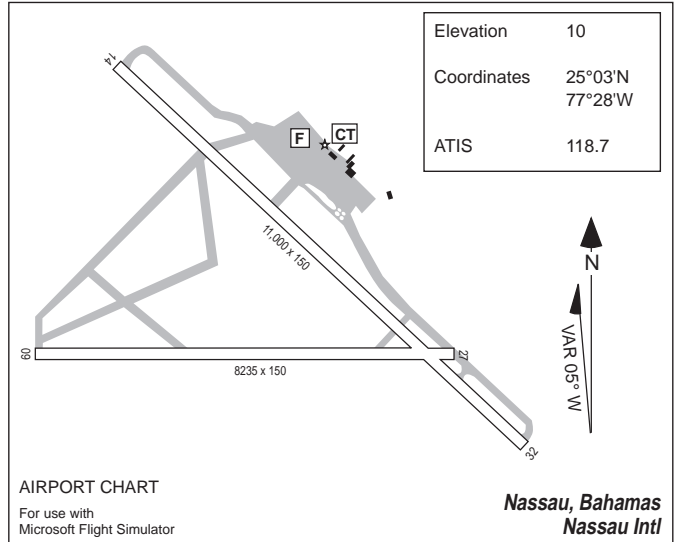 Elevation 10
Coordinates 25°03'N
77°28'W
ATIS 118.7
14
F
CT
11,000 x 150
N
VAR 05° W
09
27
8235 x 150
32
AIRPORT CHART
For use with
Microsoft Flight Simulator
Nassau, Bahamas
Nassau Intl